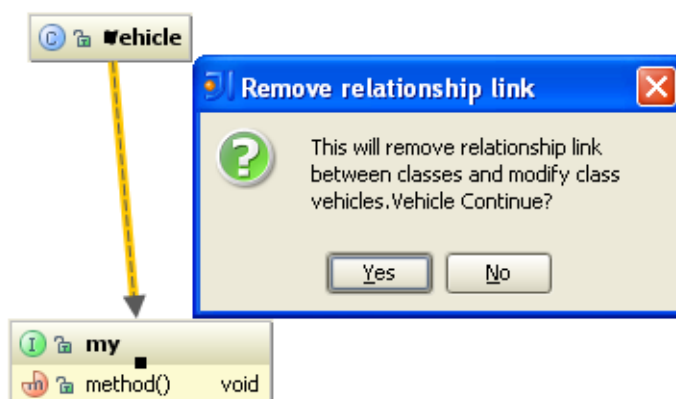 Vehicle
Remove relationship link
This will remove relationship link
between classes and modify class
vehicles.Vehicle Continue?
Yes
No
my
method() void